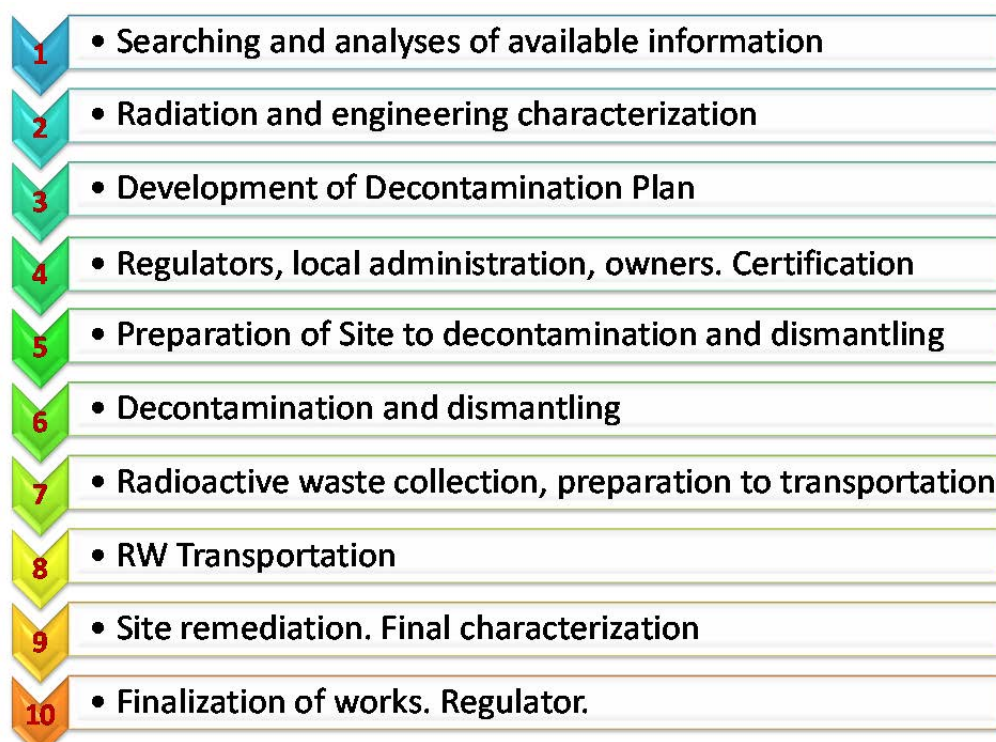 1 • Searching and analyses of available information
2 • Radiation and engineering characterization
3 • Development of Decontamination Plan
4 • Regulators, local administration, owners. Certification
5 • Preparation of Site to decontamination and dismantling
6 • Decontamination and dismantling
7 • Radioactive waste collection, preparation to transportation
8 • RW Transportation
9 • Site remediation. Final characterization
10 • Finalization of works. Regulator.